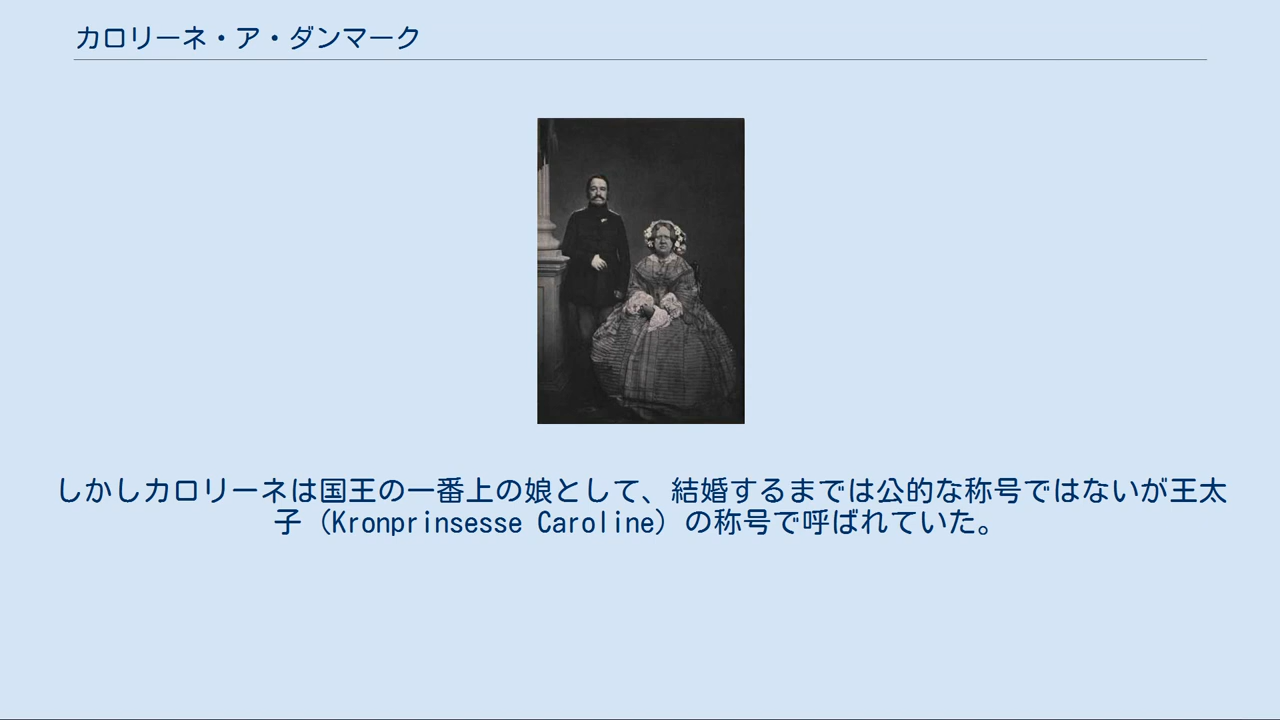 カロリーネ・ア・ダンマーク
しかしカロリーネは国王の一番上の娘として、結婚するまでは公的な称号ではないが王太
子（Kronprinsesse Caroline）の称号で呼ばれていた。